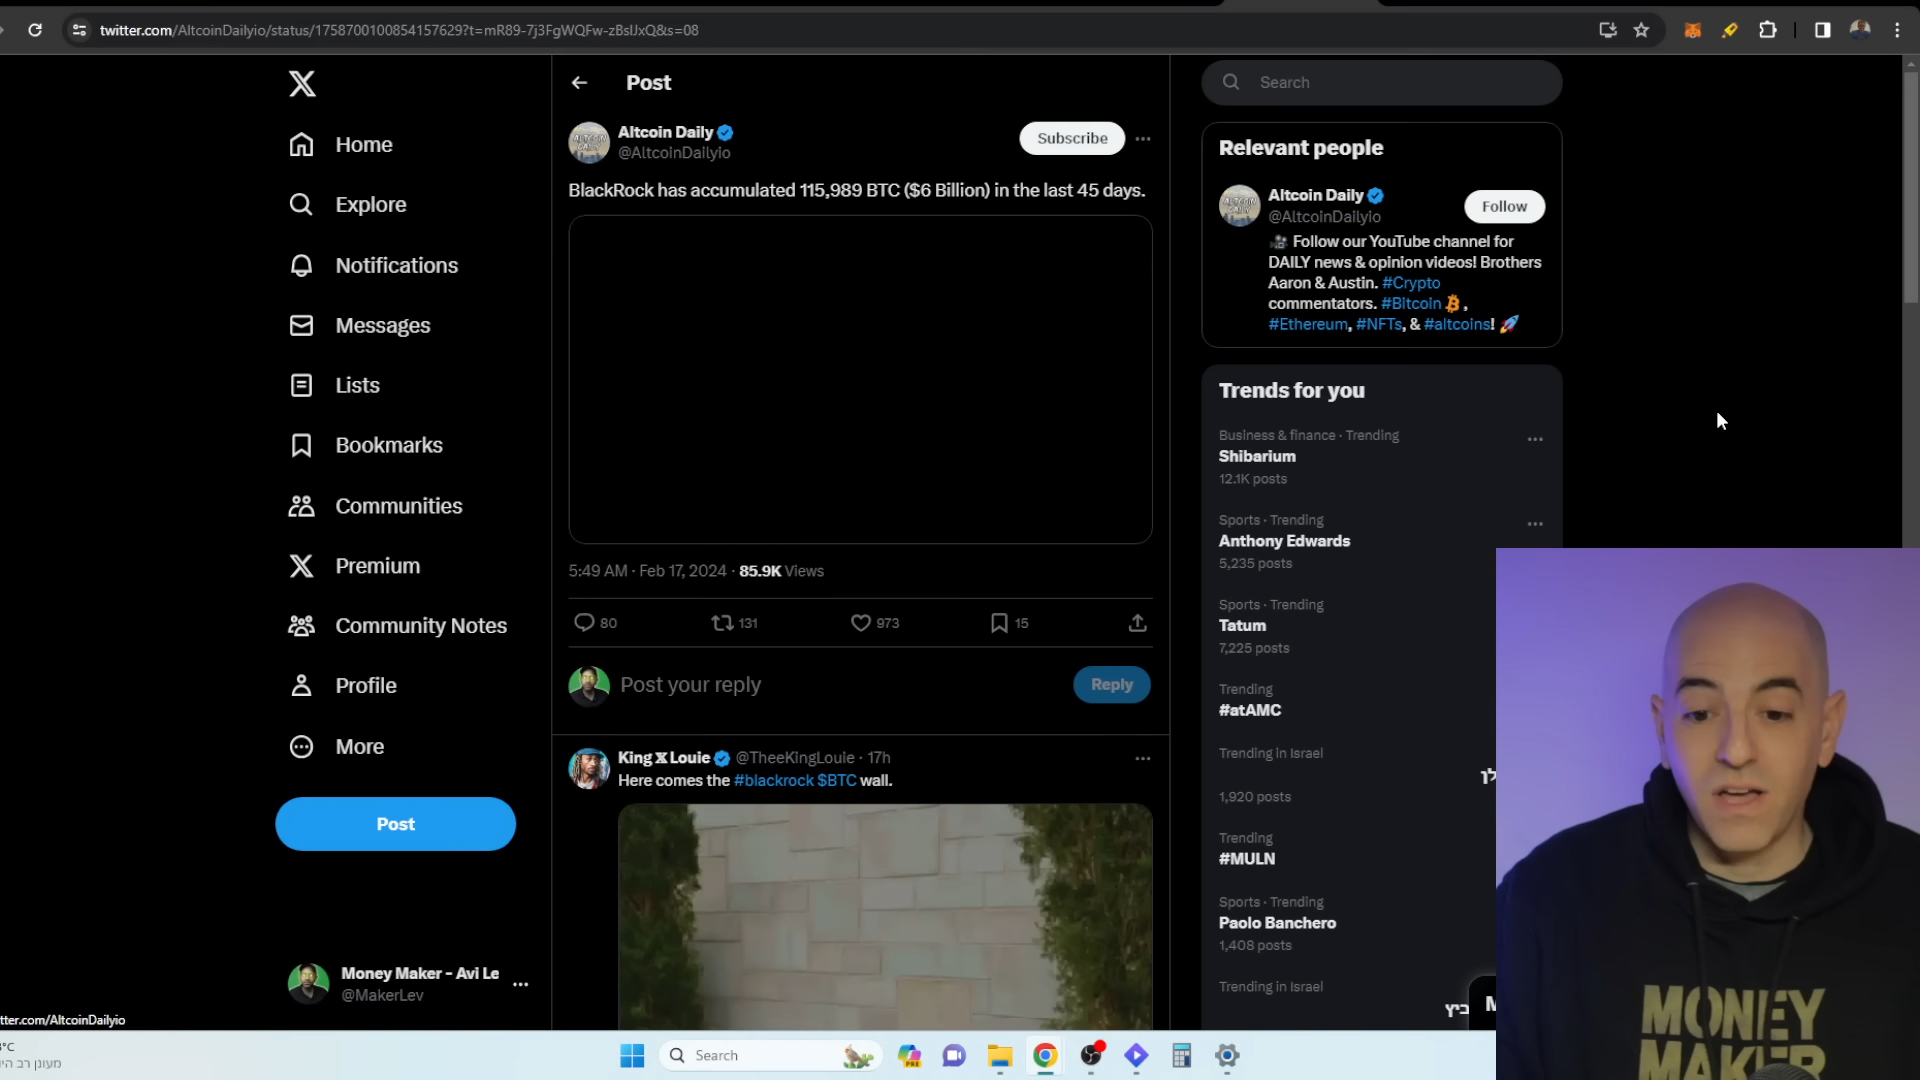 twitter.com/AltcoinDailyio/status/1758700100854157629?t=mR89-7j3FgWQFw-zBsIJxQ&s=08
Home
Explore
Notifications
Messages
Lists
Bookmarks
Communities
Premium
Community Notes
Profile
More
Post
Money Maker - Avi Le
@MakerLev
Post
Altcoin Daily
@AltcoinDailyio
Subscribe
BlackRock has accumulated 115,989 BTC ($6 Billion) in the last 45 days.
5:49 AM · Feb 17, 2024 · 85.9K Views
80 131 973 15
Post your reply
Reply
King X Louie @TheeKingLouie · 17h
Here comes the #blackrock $BTC wall.
Search
Relevant people
Altcoin Daily
@AltcoinDailyio
Follow
Follow our YouTube channel for
DAILY news & opinion videos! Brothers
Aaron & Austin. #Crypto
commentators. #Bitcoin ,
#Ethereum, #NFTs, & #altcoins!
Trends for you
Business & finance · Trending
Shibarium
12.1K posts
Sports · Trending
Anthony Edwards
5,235 posts
Sports · Trending
Tatum
7,225 posts
Trending
#atAMC
Trending in Israel
1,920 posts
Trending
#MULN
Sports · Trending
Paolo Banchero
1,408 posts
Trending in Israel
MONEY
MAKER
tter.com/AltcoinDailyio
Search